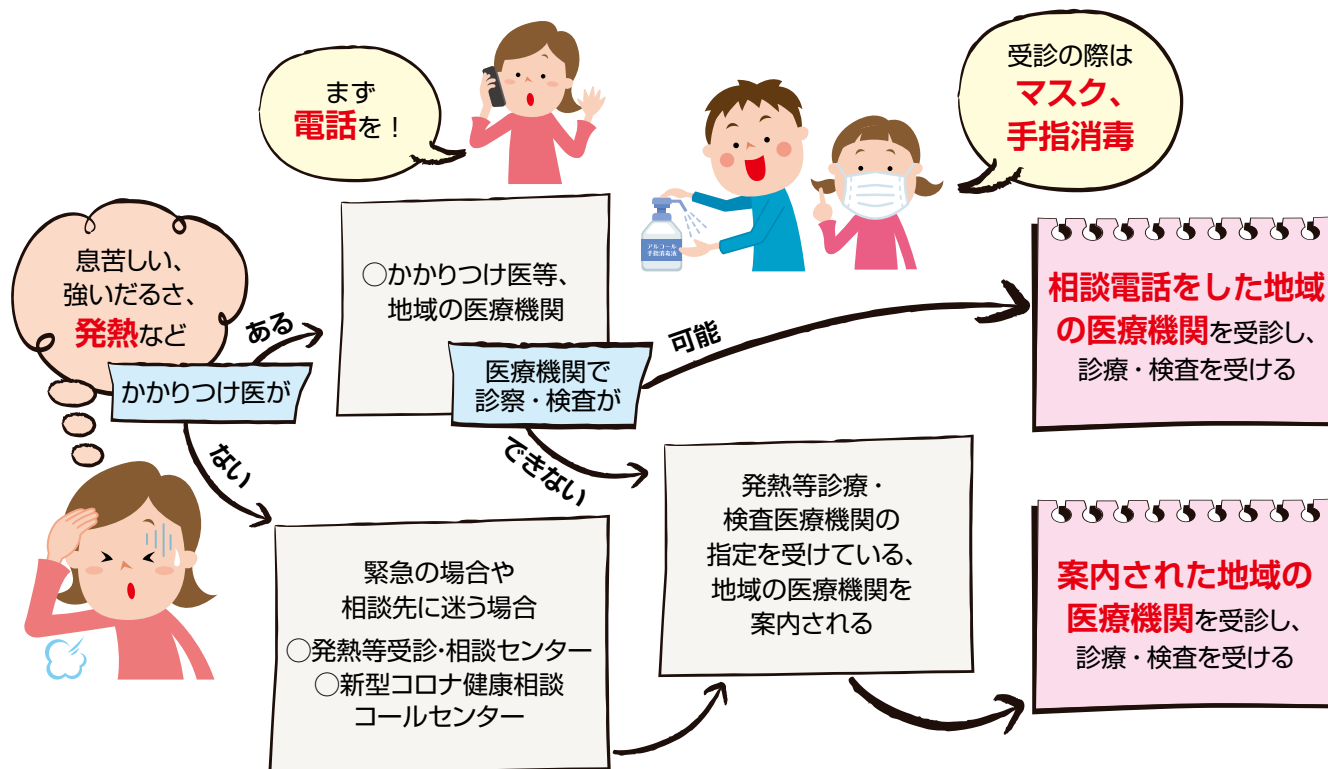 まず
電話を！
受診の際は
マスク、
手指消毒
アルコール
手指消毒液
息苦しい、
強いだるさ、
発熱など
かかりつけ医が
ある
ない
○かかりつけ医等、
地域の医療機関
医療機関で
診察・検査が
可能
できない
相談電話をした地域
の医療機関を受診し、
診療・検査を受ける
緊急の場合や
相談先に迷う場合
○発熱等受診・相談センター
○新型コロナ健康相談
コールセンター
発熱等診療・
検査医療機関の
指定を受けている、
地域の医療機関を
案内される
案内された地域の
医療機関を受診し、
診療・検査を受ける